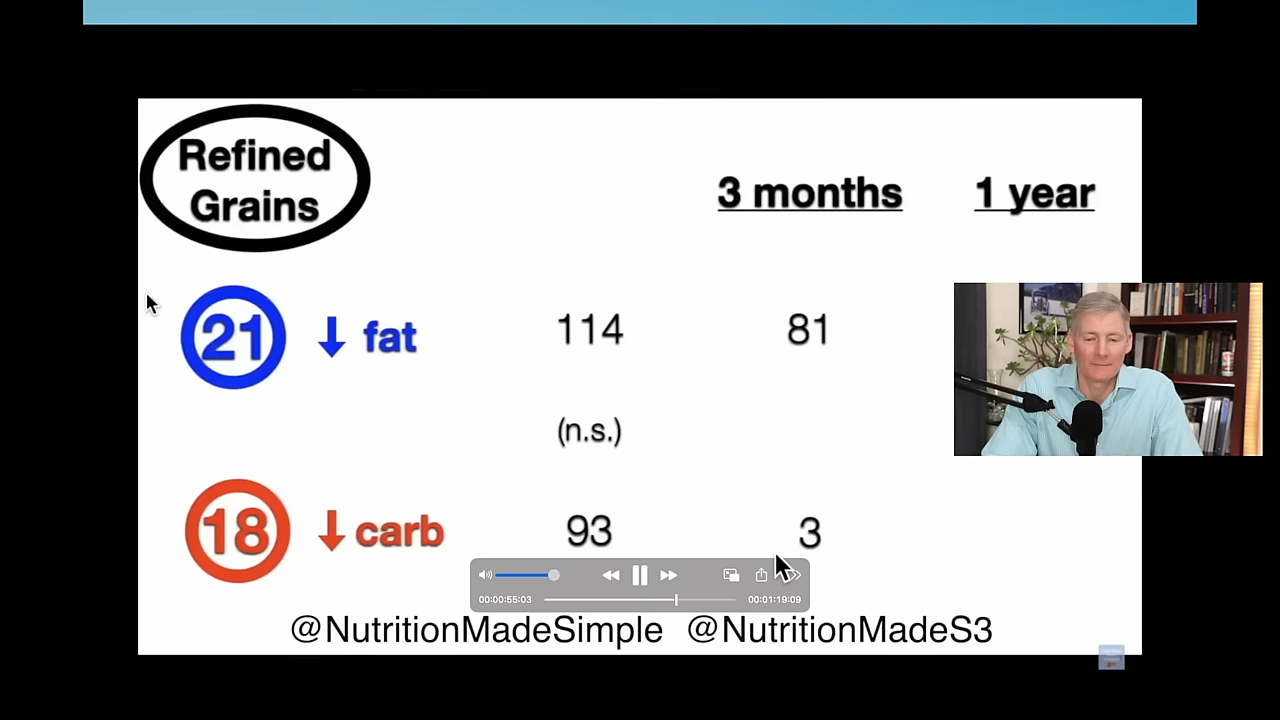 Refined
Grains
3 months 1 year
21 ↓ fat 114 81
(n.s.)
18 ↓ carb 93 3
00:00:55:03 00:01:19:09
@NutritionMadeSimple @NutritionMadeS3